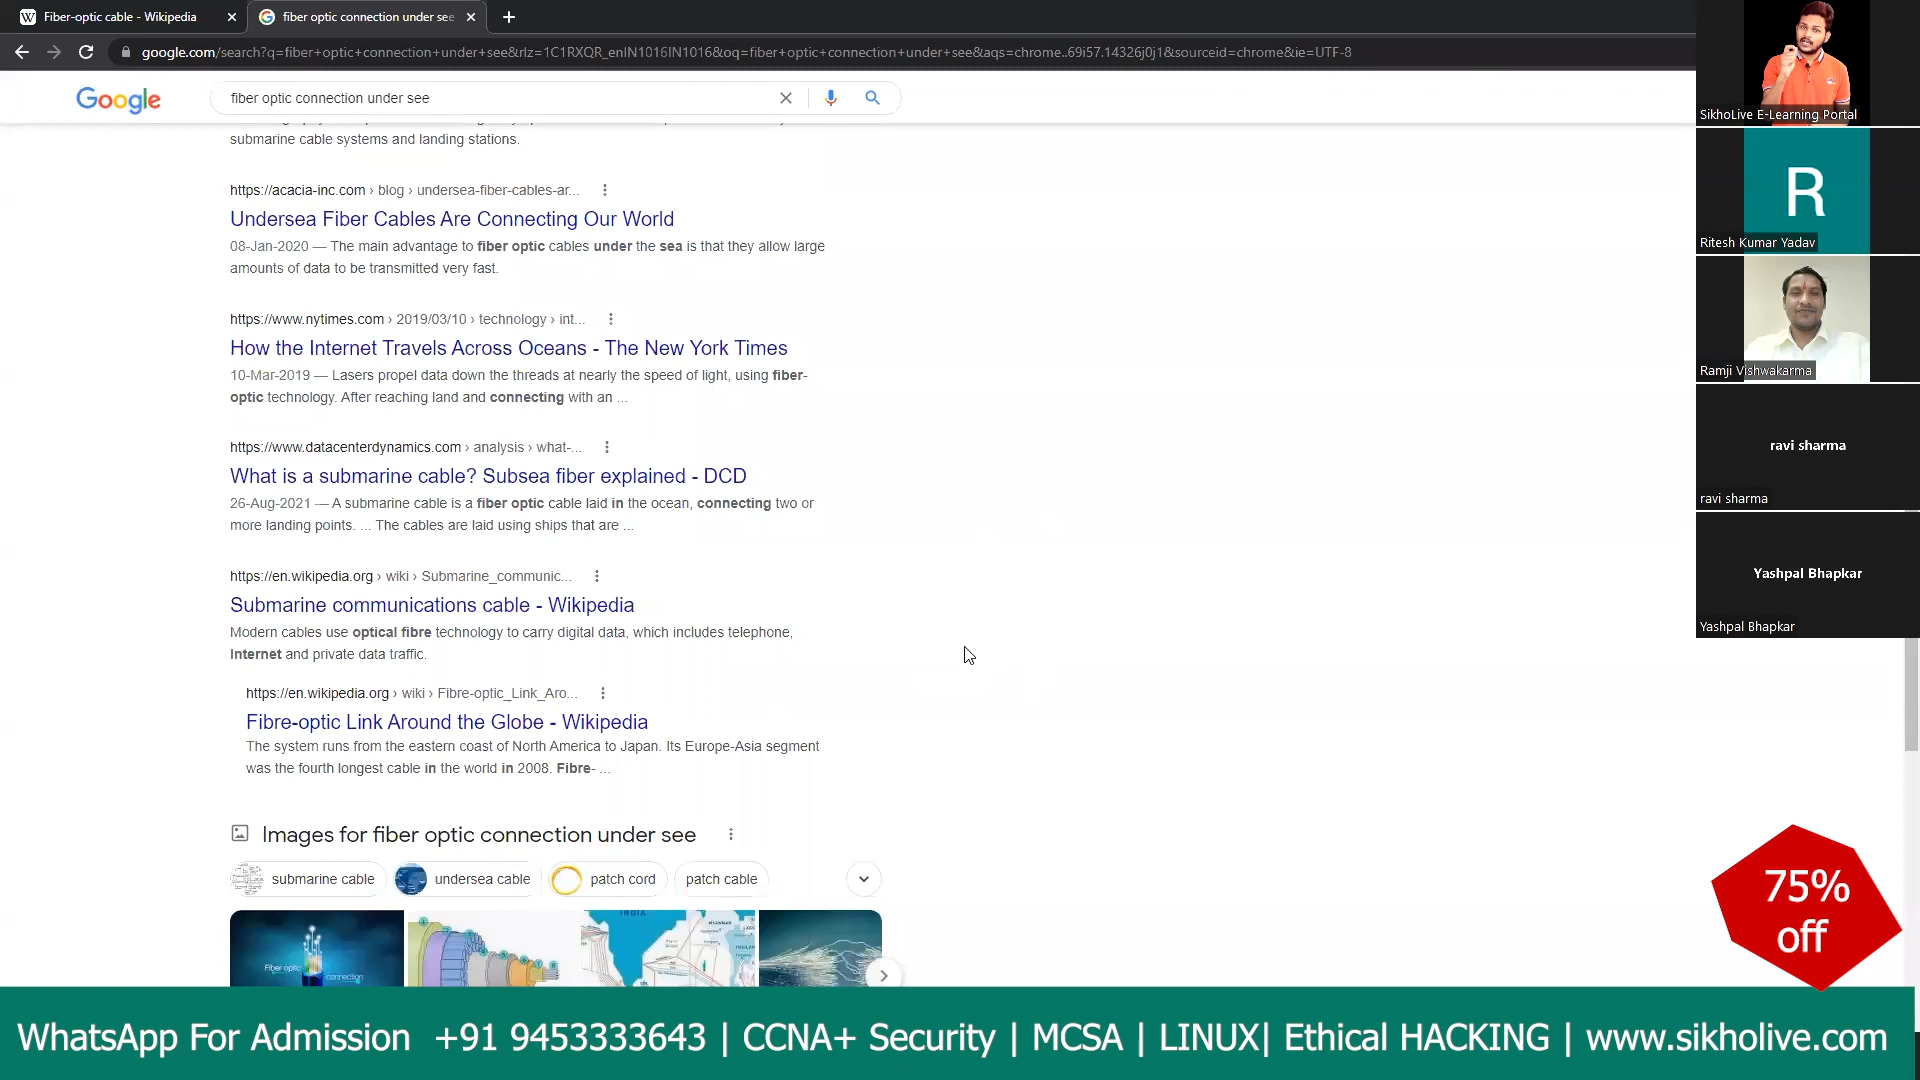 Fiber-optic cable - Wikipedia
fiber optic connection under see
google.com/search?q=fiber+optic+connection+under+see&rlz=1C1RXQR_enIN1016IN1016&oq=fiber+optic+connection+under+see&aqs=chrome..69i57.14326j0j1&sourceid=chrome&ie=UTF-8
Google
fiber optic connection under see
submarine cable systems and landing stations.
https://acacia-inc.com › blog › undersea-fiber-cables-ar...
Undersea Fiber Cables Are Connecting Our World
08-Jan-2020 — The main advantage to fiber optic cables under the sea is that they allow large
amounts of data to be transmitted very fast.
https://www.nytimes.com › 2019/03/10 › technology › int...
How the Internet Travels Across Oceans - The New York Times
10-Mar-2019 — Lasers propel data down the threads at nearly the speed of light, using fiber-
optic technology. After reaching land and connecting with an ...
https://www.datacenterdynamics.com › analysis › what-...
What is a submarine cable? Subsea fiber explained - DCD
26-Aug-2021 — A submarine cable is a fiber optic cable laid in the ocean, connecting two or
more landing points. ... The cables are laid using ships that are ...
https://en.wikipedia.org › wiki › Submarine_communic...
Submarine communications cable - Wikipedia
Modern cables use optical fibre technology to carry digital data, which includes telephone,
Internet and private data traffic.
https://en.wikipedia.org › wiki › Fibre-optic_Link_Aro...
Fibre-optic Link Around the Globe - Wikipedia
The system runs from the eastern coast of North America to Japan. Its Europe-Asia segment
was the fourth longest cable in the world in 2008. Fibre- ...
Images for fiber optic connection under see
submarine cable
undersea cable
patch cord
patch cable
Fiber optic
connection
INDIA
SikhoLive E-Learning Portal
R
Ritesh Kumar Yadav
Ramji Vishwakarma
ravi sharma
ravi sharma
Yashpal Bhapkar
Yashpal Bhapkar
75%
off
WhatsApp For Admission +91 9453333643 | CCNA+ Security | MCSA | LINUX| Ethical HACKING | www.sikholive.com